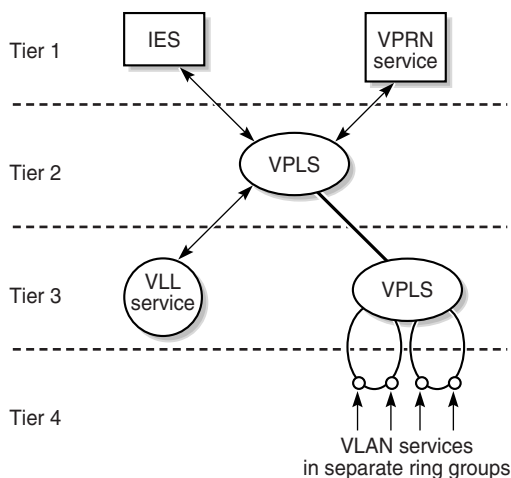 Tier 1
IES
VPRN
service
Tier 2
VPLS
Tier 3
VLL
service
VPLS
Tier 4
VLAN services
in separate ring groups